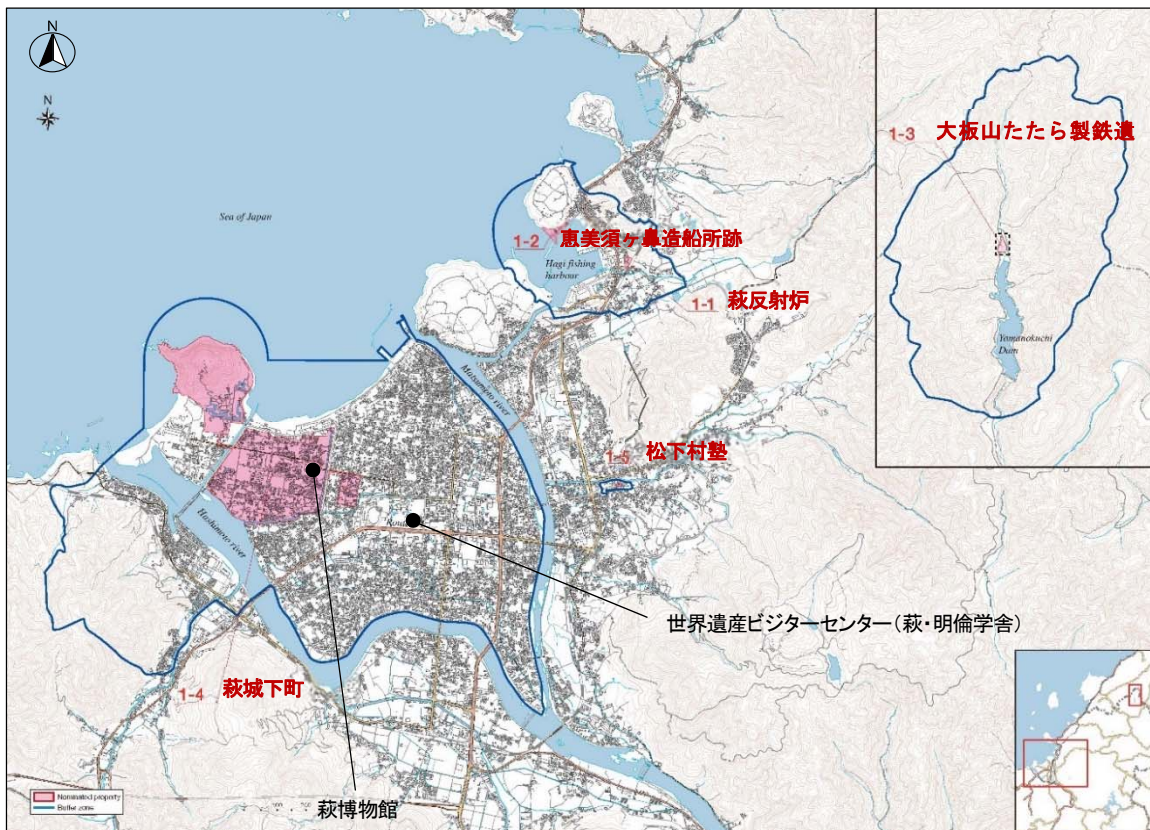 N
N
Sea of Japan
1-3 大板山たたら製鉄遺
1-2 恵美須ヶ鼻造船所跡
Hagi fishing
harbour
1-1 萩反射炉
Yamanokuchi
Dam
Matsumoto river
1-5 松下村塾
Hashimoto river
世界遺産ビジターセンター(萩・明倫学舎)
1-4 萩城下町
Nominated property
Buffer zone
萩博物館